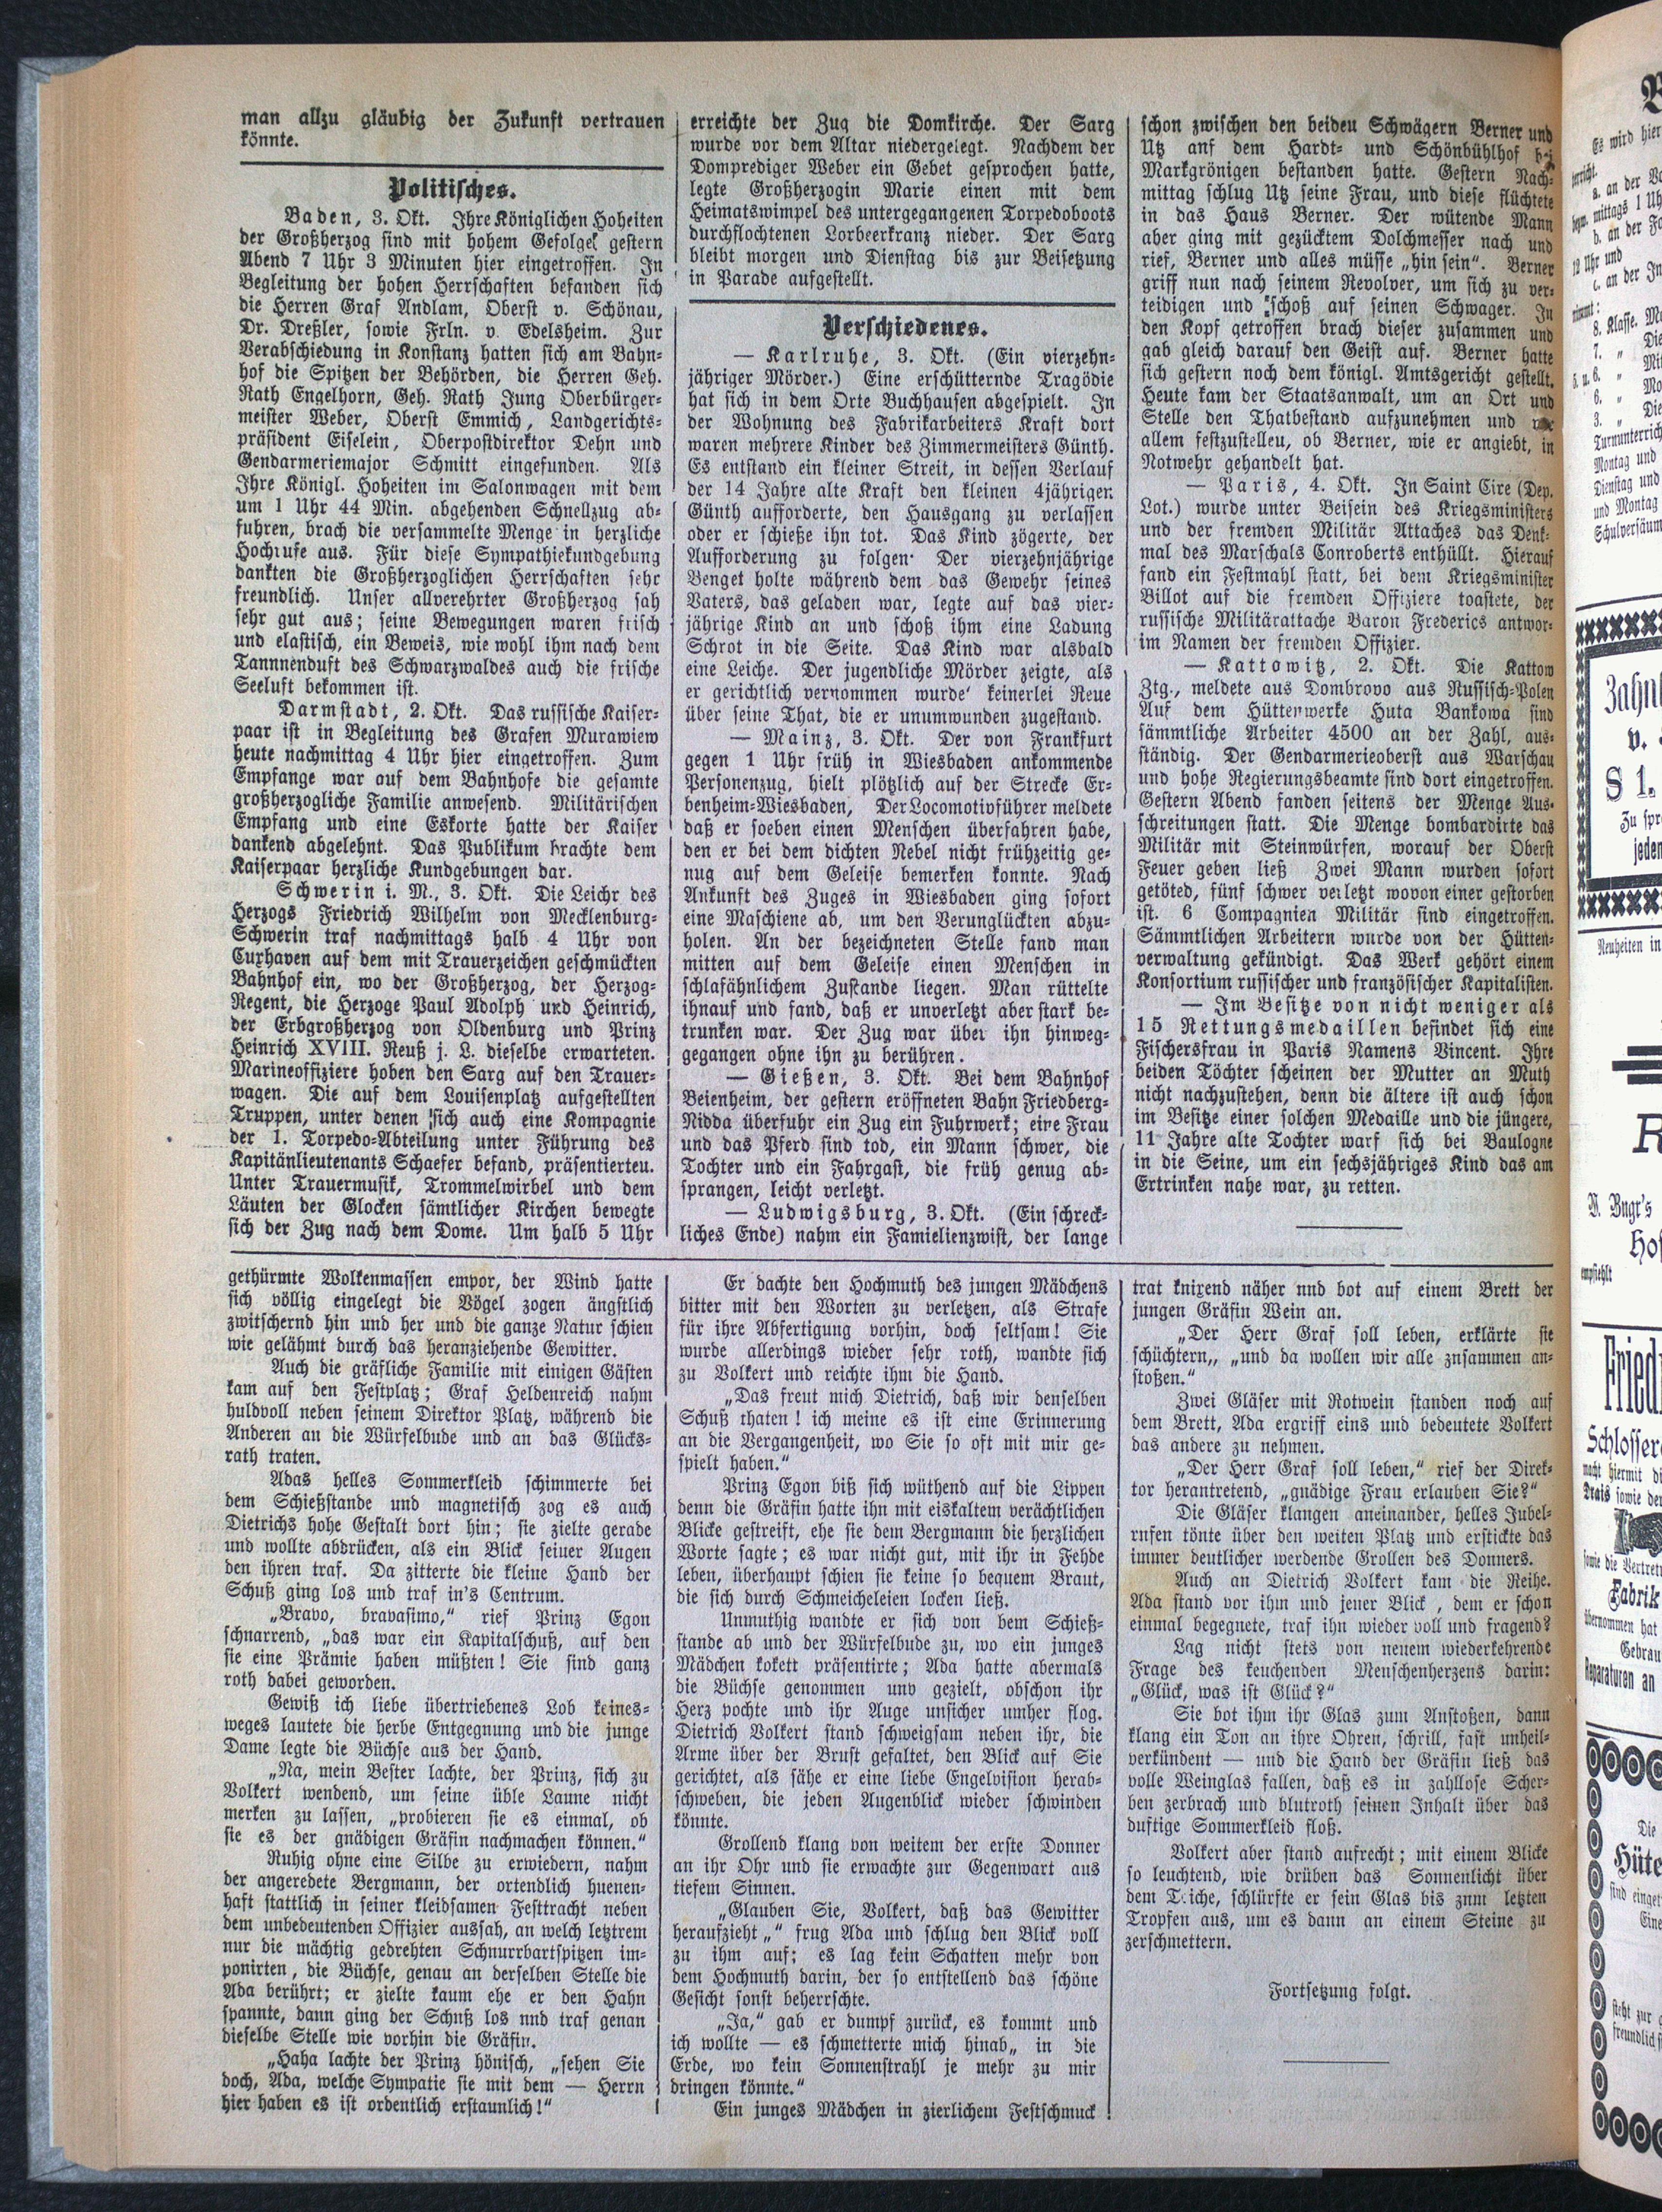 man allzu gläubig der Zukunft vertrauen
könnte.
Politisches.
Baden, 3. Okt. Ihre Königlichen Hoheiten
der Großherzog sind mit hohem Gefolge gestern
Abend 7 Uhr 3 Minuten hier eingetroffen. In
Begleitung der hohen Herrschaften befanden sich
die Herren Graf Andlam, Oberst v. Schönau,
Dr. Dreßler, sowie Frln. v. Edelsheim. Zur
Verabschiedung in Konstanz hatten sich am Bahn-
hof die Spitzen der Behörden, die Herren Geh.
Rath Engelhorn, Geh. Rath Jung Oberbürger-
meister Weber, Oberst Emmich, Landgerichts-
präsident Eiselein, Oberpostdirektor Dehn und
Gendarmeriemajor Schmitt eingefunden. Als
Ihre Königl. Hoheiten im Salonwagen mit dem
um 1 Uhr 44 Min. abgehenden Schnellzug ab-
fuhren, brach die versammelte Menge in herzliche
Hochrufe aus. Für diese Sympathiekundgebung
dankten die Großherzoglichen Herrschaften sehr
freundlich. Unser allverehrter Großherzog sah
sehr gut aus; seine Bewegungen waren frisch
und elastisch, ein Beweis, wie wohl ihm nach dem
Tannnenduft des Schwarzwaldes auch die frische
Seeluft bekommen ist.
Darmstadt, 2. Okt. Das russische Kaiser-
paar ist in Begleitung des Grafen Murawiew
heute nachmittag 4 Uhr hier eingetroffen. Zum
Empfange war auf dem Bahnhofe die gesamte
großherzogliche Familie anwesend. Militärischen
Empfang und eine Eskorte hatte der Kaiser
dankend abgelehnt. Das Publikum brachte dem
Kaiserpaar herzliche Kundgebungen dar.
Schwerin i. M., 3. Okt. Die Leichr des
Herzogs Friedrich Wilhelm von Mecklenburg-
Schwerin traf nachmittags halb 4 Uhr von
Cuxhaven auf dem mit Trauerzeichen geschmückten
Bahnhof ein, wo der Großherzog, der Herzog-
Regent, die Herzoge Paul Adolph und Heinrich,
der Erbgroßherzog von Oldenburg und Prinz
Heinrich XVIII. Reuß j. L. dieselbe erwarteten.
Marineoffiziere hoben den Sarg auf den Trauer-
wagen. Die auf dem Louisenplatz aufgestellten
Truppen, unter denen sich auch eine Kompagnie
der 1. Torpedo-Abteilung unter Führung des
Kapitänlieutenants Schaefer befand, präsentierteu.
Unter Trauermusik, Trommelwirbel und dem
Läuten der Glocken sämtlicher Kirchen bewegte
sich der Zug nach dem Dome. Um halb 5 Uhr
erreichte der Zug die Domkirche. Der Sarg
wurde vor dem Altar niedergelegt. Nachdem der
Domprediger Weber ein Gebet gesprochen hatte,
legte Großherzogin Marie einen mit dem
Heimatswimpel des untergegangenen Torpedoboots
durchflochtenen Lorbeerkranz nieder. Der Sarg
bleibt morgen und Dienstag bis zur Beisetzung
in Parade aufgestellt.
Verschiedenes.
— Karlruhe, 3. Okt. (Ein vierzehn-
jähriger Mörder.) Eine erschütternde Tragödie
hat sich in dem Orte Buchhausen abgespielt. In
der Wohnung des Fabrikarbeiters Kraft dort
waren mehrere Kinder des Zimmermeisters Günth.
Es entstand ein kleiner Streit, in dessen Verlauf
der 14 Jahre alte Kraft den kleinen 4jährigen
Günth aufforderte, den Hausgang zu verlassen
oder er schieße ihn tot. Das Kind zögerte, der
Aufforderung zu folgen. Der vierzehnjährige
Benget holte während dem das Gewehr seines
Vaters, das geladen war, legte auf das vier-
jährige Kind an und schoß ihm eine Ladung
Schrot in die Seite. Das Kind war alsbald
eine Leiche. Der jugendliche Mörder zeigte, als
er gerichtlich vernommen wurde' keinerlei Reue
über seine That, die er unumwunden zugestand.
— Mainz, 3. Okt. Der von Frankfurt
gegen 1 Uhr früh in Wiesbaden ankommende
Personenzug, hielt plötzlich auf der Strecke Er-
benheim-Wiesbaden, Der Locomotivführer meldete
daß er soeben einen Menschen überfahren habe,
den er bei dem dichten Nebel nicht frühzeitig ge-
nug auf dem Geleise bemerken konnte. Nach
Ankunft des Zuges in Wiesbaden ging sofort
eine Maschiene ab, um den Verunglückten abzu-
holen. An der bezeichneten Stelle fand man
mitten auf dem Geleise einen Menschen in
schlafähnlichem Zustande liegen. Man rüttelte
ihnauf und fand, daß er unverletzt aber stark be-
trunken war. Der Zug war über ihn hinweg-
gegangen ohne ihn zu berühren.
— Gießen, 3. Okt. Bei dem Bahnhof
Beienheim, der gestern eröffneten Bahn Friedberg-
Nidda überfuhr ein Zug ein Fuhrwerk; eine Frau
und das Pferd sind tod, ein Mann schwer, die
Tochter und ein Fahrgast, die früh genug ab-
sprangen, leicht verletzt.
— Ludwigsburg, 3. Okt. (Ein schreck-
liches Ende) nahm ein Famielienzwist, der lange
schon zwischen den beideu Schwägern Berner und
Utz auf dem Hardt- und Schönbühlhof bei
Markgrönigen bestanden hatte. Gestern Nach-
mittag schlug Utz seine Frau, und diese flüchtete
in das Haus Berner. Der wütende Mann
aber ging mit gezücktem Dolchmesser nach und
rief, Berner und alles müsse „hin sein“. Berner
griff nun nach seinem Revolver, um sich zu ver-
teidigen und schoß auf seinen Schwager. In
den Kopf getroffen brach dieser zusammen und
gab gleich darauf den Geist auf. Berner hatte
sich gestern noch dem königl. Amtsgericht gestellt.
Heute kam der Staatsanwalt, um an Ort und
Stelle den Thatbestand aufzunehmen und vor
allem festzustelleu, ob Berner, wie er angiebt, in
Notwehr gehandelt hat.
— Paris, 4. Okt. In Saint Cire (Dep.
Lot.) wurde unter Beisein des Kriegsministers
und der fremden Militär Attaches das Denk-
mal des Marschals Conroberts enthüllt. Hierauf
fand ein Festmahl statt, bei dem Kriegsminister
Billot auf die fremden Offiziere toastete, der
russische Militärattache Baron Frederics antwor-
im Namen der fremden Offizier.
— Kattowitz, 2. Okt. Die Kattow
Ztg., meldete aus Dombrovo aus Russisch-Polen
Auf dem Hüttenwerke Huta Bankowa sind
sämmtliche Arbeiter 4500 an der Zahl, aus-
ständig. Der Gendarmerieoberst aus Warschau
und hohe Regierungsbeamte sind dort eingetroffen.
Gestern Abend fanden seitens der Menge Aus-
schreitungen statt. Die Menge bombardirte das
Militär mit Steinwürfen, worauf der Oberst
Feuer geben ließ Zwei Mann wurden sofort
getöted, fünf schwer verletzt wovon einer gestorben
ist. 6 Compagnien Militär sind eingetroffen.
Sämmtlichen Arbeitern wurde von der Hütten-
verwaltung gekündigt. Das Werk gehört einem
Konsortium russischer und französischer Kapitalisten.
— Im Besitze von nicht weniger als
15 Rettungsmedaillen befindet sich eine
Fischersfrau in Paris Namens Vincent. Ihre
beiden Töchter scheinen der Mutter an Muth
nicht nachzustehen, denn die ältere ist auch schon
im Besitze einer solchen Medaille und die jüngere,
11 Jahre alte Tochter warf sich bei Baulogne
in die Seine, um ein sechsjähriges Kind das am
Ertrinken nahe war, zu retten.
gethürmte Wolkenmassen empor, der Wind hatte
sich völlig eingelegt die Vögel zogen ängstlich
zwitschernd hin und her und die ganze Natur schien
wie gelähmt durch das heranziehende Gewitter.
Auch die gräfliche Familie mit einigen Gästen
kam auf den Festplatz; Graf Heldenreich nahm
huldvoll neben seinem Direktor Platz, während die
Anderen an die Würfelbude und an das Glücks-
rath traten.
Adas helles Sommerkleid schimmerte bei
dem Schießstande und magnetisch zog es auch
Dietrichs hohe Gestalt dort hin; sie zielte gerade
und wollte abdrücken, als ein Blick seiner Augen
den ihren traf. Da zitterte die kleine Hand der
Schuß ging los und traf in's Centrum.
„Bravo, bravasimo,“ rief Prinz Egon
schnarrend, „das war ein Kapitalschuß, auf den
sie eine Prämie haben müßten! Sie sind ganz
roth dabei geworden.
Gewiß ich liebe übertriebenes Lob keines-
weges lautete die herbe Entgegnung und die junge
Dame legte die Büchse aus der Hand.
„Na, mein Bester lachte, der Prinz, sich zu
Volkert wendend, um seine üble Laune nicht
merken zu lassen, „probieren sie es einmal, ob
sie es der gnädigen Gräfin nachmachen können.“
Ruhig ohne eine Silbe zu erwiedern, nahm
der angeredete Bergmann, der ortendlich huenen-
haft stattlich in seiner kleidsamen Festtracht neben
dem unbedeutenden Offizier aussah, an welch letztrem
nur die mächtig gedrehten Schnurrbartspitzen im-
ponirten, die Büchse, genau an derselben Stelle die
Ada berührt; er zielte kaum ehe er den Hahn
spannte, dann ging der Schuß los nnd traf genan
dieselbe Stelle wie vorhin die Gräfin.
„Haha lachte der Prinz hönisch, „sehen Sie
doch, Ada, welche Sympatie sie mit dem — Herrn
hier haben es ist ordentlich erstaunlich!“
Er dachte den Hochmuth des jungen Mädchens
bitter mit den Worten zu verletzen, als Strafe
für ihre Abfertigung vorhin, doch seltsam! Sie
wurde allerdings wieder sehr roth, wandte sich
zu Volkert und reichte ihm die Hand.
„Das freut mich Dietrich, daß wir denselben
Schuß thaten! ich meine es ist eine Erinnerung
an die Vergangenheit, wo Sie so oft mit mir ge-
spielt haben.“
Prinz Egon biß sich wüthend auf die Lippen
denn die Gräfin hatte ihn mit eiskaltem verächtlichen
Blicke gestreift, ehe sie dem Bergmann die herzlichen
Worte sagte; es war nicht gut, mit ihr in Fehde
leben, überhaupt schien sie keine so bequem Braut,
die sich durch Schmeicheleien locken ließ.
Unmuthig wandte er sich von bem Schieß-
stande ab und der Würfelbude zu, wo ein junges
Mädchen kokett präsentirte; Ada hatte abermals
die Büchse genommen unv gezielt, obschon ihr
Herz pochte und ihr Auge unsicher umher flog.
Dietrich Volkert stand schweigsam neben ihr, die
Arme über der Brust gefaltet, den Blick auf Sie
gerichtet, als sähe er eine liebe Engelvision herab-
schweben, die jeden Augenblick wieder schwinden
könnte.
Grollend klang von weitem der erste Donner
an ihr Ohr und sie erwachte zur Gegenwart aus
tiefem Sinnen.
„Glauben Sie, Volkert, daß das Gewitter
heraufzieht„“ frug Ada und schlug den Blick voll
zu ihm auf; es lag kein Schatten mehr von
dem Hochmuth darin, der so entstellend das schöne
Gesicht sonst beherrschte.
„Ja,“ gab er dumpf zurück, es kommt und
ich wollte — es schmetterte mich hinab„ in die
Erde, wo kein Sonnenstrahl je mehr zu mir
dringen könnte.“
Ein junges Mädchen in zierlichem Festschmuck
trat knixend näher nnd bot auf einem Brett der
jungen Gräfin Wein an.
„Der Herr Graf soll leben, erklärte sie
schüchtern,, „und da wollen wir alle zusammen an-
stoßen.“
Zwei Gläser mit Rotwein standen noch auf
dem Brett, Ada ergriff eins und bedeutete Volkert
das andere zu nehmen.
„Der Herr Graf soll leben,“ rief der Direk-
tor herantretend, „gnädige Frau erlauben Sie?“
Die Gläser klangen aneinander, helles Jubel-
rnfen tönte über den weiten Platz und erstickte das
immer deutlicher werdende Grollen des Donners.
Auch an Dietrich Volkert kam die Reihe.
Ada stand vor ihm und jener Blick, dem er schon
einmal begegnete, traf ihn wieder voll und fragend?
Lag nicht stets von neuem wiederkehrende
Frage des keuchenden Menschenherzens darin:
„Glück, was ist Glück?“
Sie bot ihm ihr Glas zum Anstoßen, dann
klang ein Ton an ihre Ohren, schrill, fast unheil-
verkündent — und die Hand der Gräfin ließ das
volle Weinglas fallen, daß es in zahllose Scher-
ben zerbrach und blutroth seinen Inhalt über das
duftige Sommerkleid floß.
Volkert aber stand aufrecht; mit einem Blicke
so leuchtend, wie drüben das Sonnenlicht über
dem Teiche, schlürfte er sein Glas bis znm letzten
Tropfen aus, um es dann an einem Steine zu
zerschmettern.
Fortsetzung folgt.
Es wird hier
a. an der
mittags 1 Uh
b. an der
12 Uhr und
c. an der In
8. Klasse.
7. „ Die
6. „
3. „ Die
Turnunterrich
Montag und
Dienstag und
und Montag
Schulversäum
Zahn
v.
S 1.
Zu spr
jeden
Neuheiten in
R
Hof
empfiehlt
Fried
Schlosser
macht hiermit di
Drais sowie der
sowie die Vertret
Fabrik
übernommen hat
Gebrau
Reparaturen an
Die
Hüte
sind einget
Eine
steht zur
freundlich